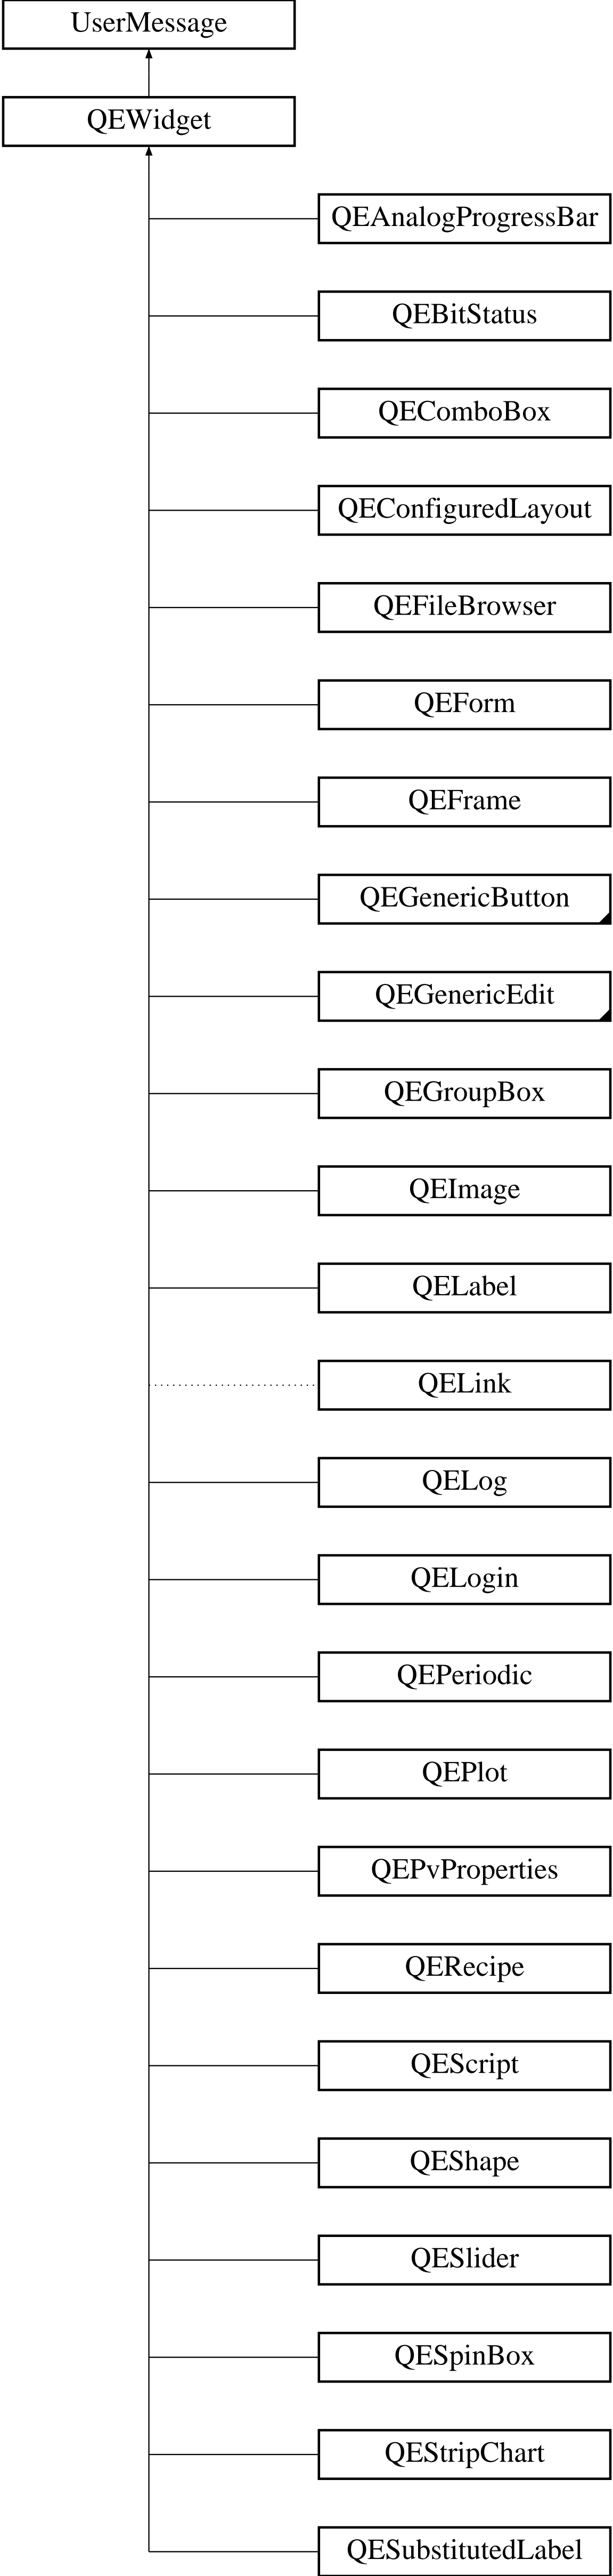 UserMessage
QEWidget
QEAnalogProgressBar
QEBitStatus
QEComboBox
QEConfiguredLayout
QEFileBrowser
QEForm
QEFrame
QEGenericButton
QEGenericEdit
QEGroupBox
QEImage
QELabel
QELink
QELog
QELogin
QEPeriodic
QEPlot
QEPvProperties
QERecipe
QEScript
QEShape
QESlider
QESpinBox
QEStripChart
QESubstitutedLabel